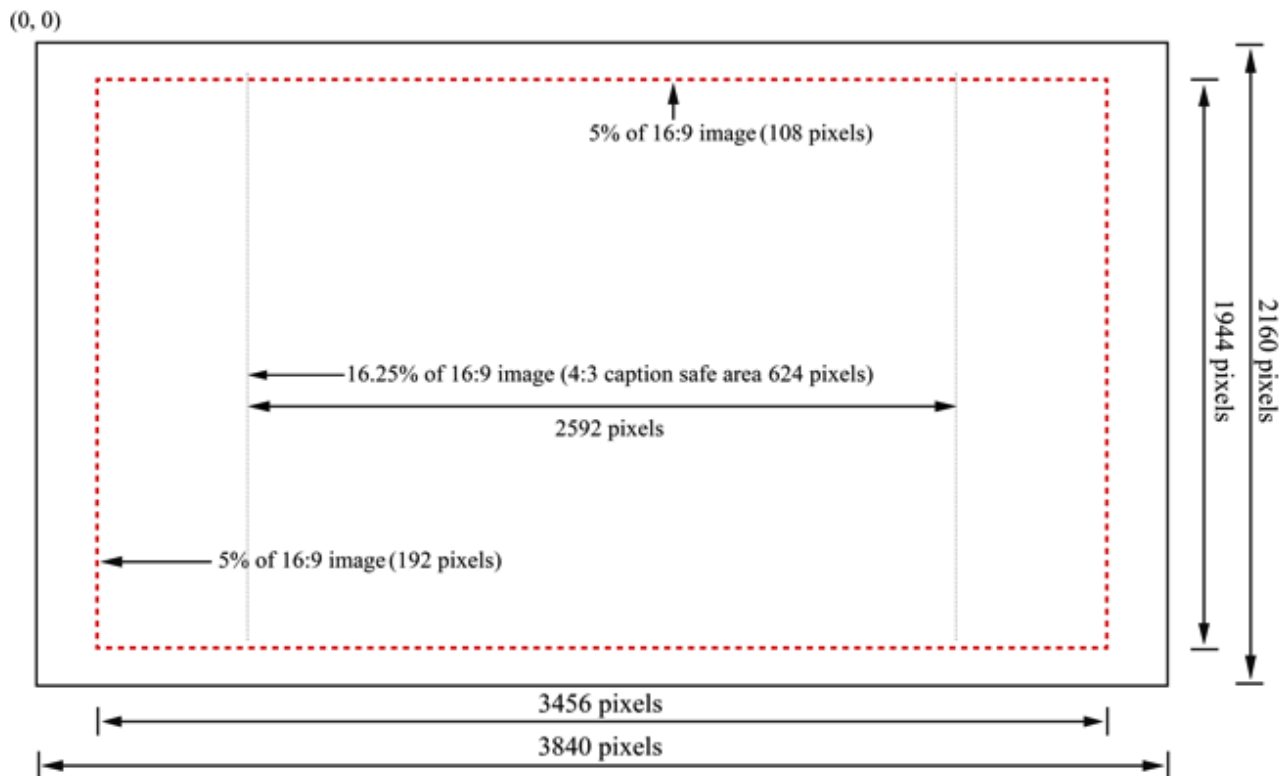 (0, 0)
5% of 16:9 image (108 pixels)
16.25% of 16:9 image (4:3 caption safe area 624 pixels)
2592 pixels
5% of 16:9 image (192 pixels)
1944 pixels
2160 pixels
3456 pixels
3840 pixels